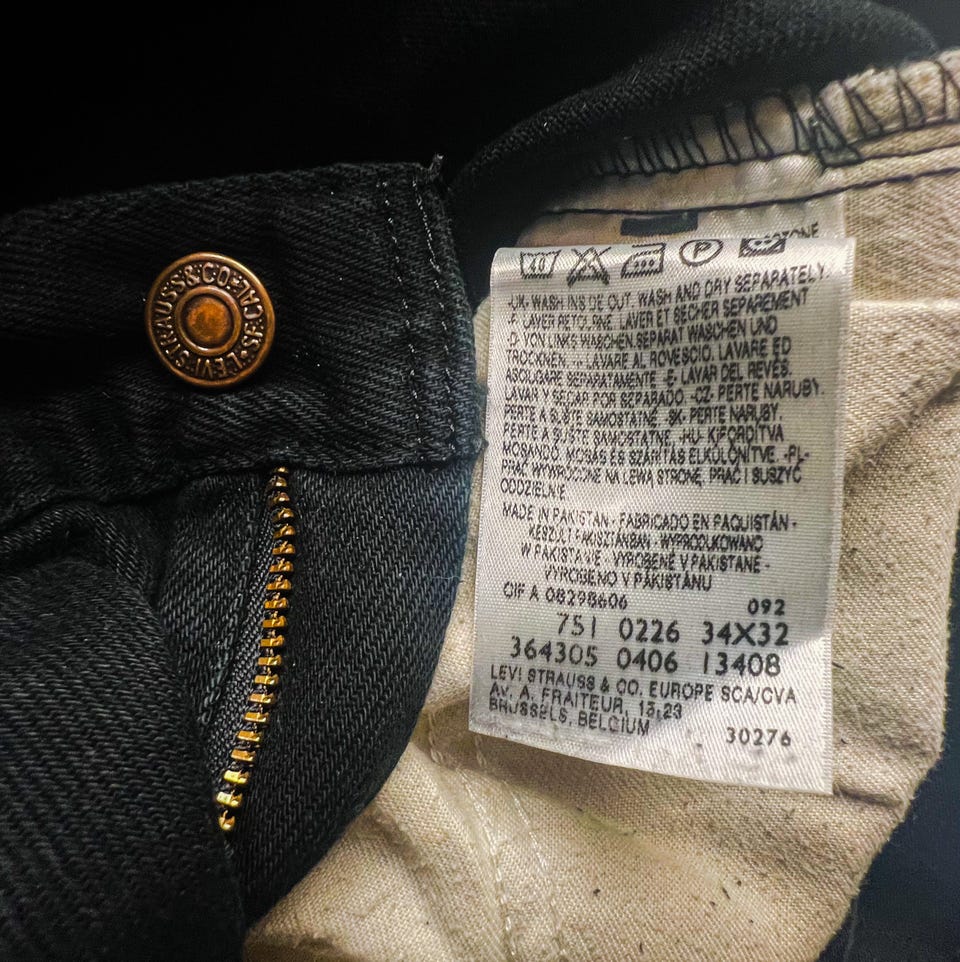 LEVI STRAUSS & CO
S.F. CAL
40
P
-UK- WASH INSIDE OUT. WASH AND DRY SEPARATELY.
-F- LAVER RETOURNE. LAVER ET SECHER SEPAREMENT
-D- VON LINKS WASCHEN.SEPARAT WASCHEN UND
TROCKNEN. -I- LAVARE AL ROVESCIO. LAVARE ED
ASCIUGARE SEPARATAMENTE -E- LAVAR DEL REVES.
LAVAR Y SECAR POR SEPARADO -CZ- PERTE NARUBY.
PERTE A SUŠTE SAMOSTATNĚ. -SK- PERTE NARUBY.
PERTE A SUŠTE SAMOSTATNE. -HU- KIFORDÍTVA
MOSANDÓ. MOSÁS ÉS SZÁRÍTÁS ELKÜLÖNÍTVE. -PL-
PRAĆ WYWRÓCONE NA LEWĄ STRONĘ, PRAĆ I SUSZYĆ
ODDZIELNIE
MADE IN PAKISTAN - FABRICADO EN PAQUISTÁN -
KESZÜLT PAKISZTÁNBAN - WYPRODUKOWANO
W PAKISTANIE - VYROBENÉ V PAKISTANE -
VYROBENO V PÁKISTÁNU
CIF A 08298606 092
751 0226 34X32
364305 0406 13408
LEVI STRAUSS & CO. EUROPE SCA/CVA
AV. A. FRAITEUR, 15-23
BRUSSELS, BELGIUM 30276